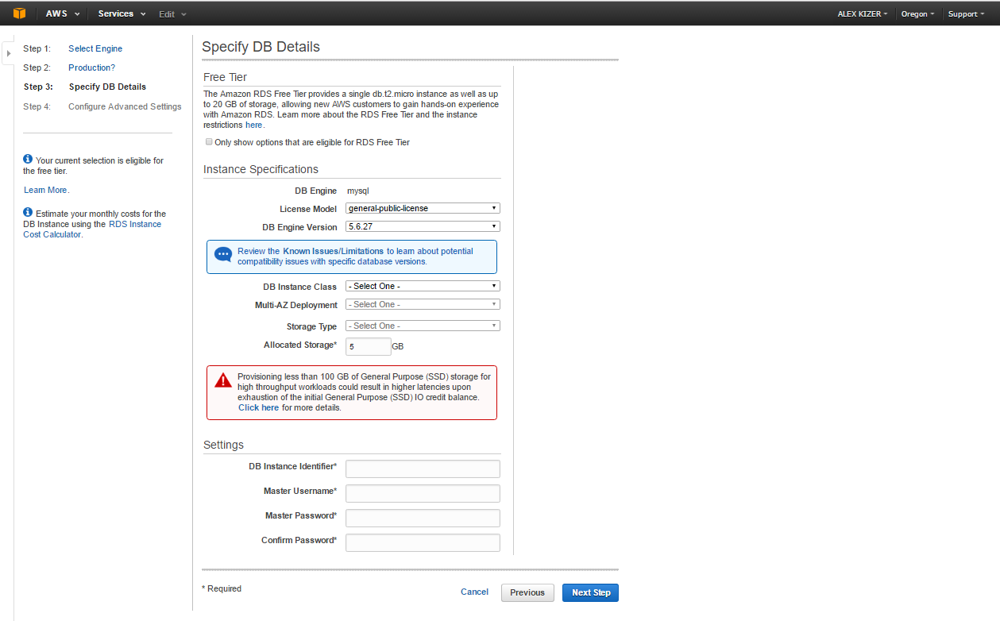 AWS Services Edit ALEX KIZER Oregon Support
Step 1: Select Engine
Step 2: Production?
Step 3: Specify DB Details
Step 4: Configure Advanced Settings
Your current selection is eligible for
the free tier.
Learn More.
Estimate your monthly costs for the
DB Instance using the RDS Instance
Cost Calculator.
Specify DB Details
Free Tier
The Amazon RDS Free Tier provides a single db.t2.micro instance as well as up
to 20 GB of storage, allowing new AWS customers to gain hands-on experience
with Amazon RDS. Learn more about the RDS Free Tier and the instance
restrictions here.
Only show options that are eligible for RDS Free Tier
Instance Specifications
DB Engine mysql
License Model general-public-license
DB Engine Version 5.6.27
Review the Known Issues/Limitations to learn about potential
compatibility issues with specific database versions.
DB Instance Class - Select One -
Multi-AZ Deployment - Select One -
Storage Type - Select One -
Allocated Storage* 5 GB
Provisioning less than 100 GB of General Purpose (SSD) storage for
high throughput workloads could result in higher latencies upon
exhaustion of the initial General Purpose (SSD) IO credit balance.
Click here for more details.
Settings
DB Instance Identifier*
Master Username*
Master Password*
Confirm Password*
* Required
Cancel Previous Next Step